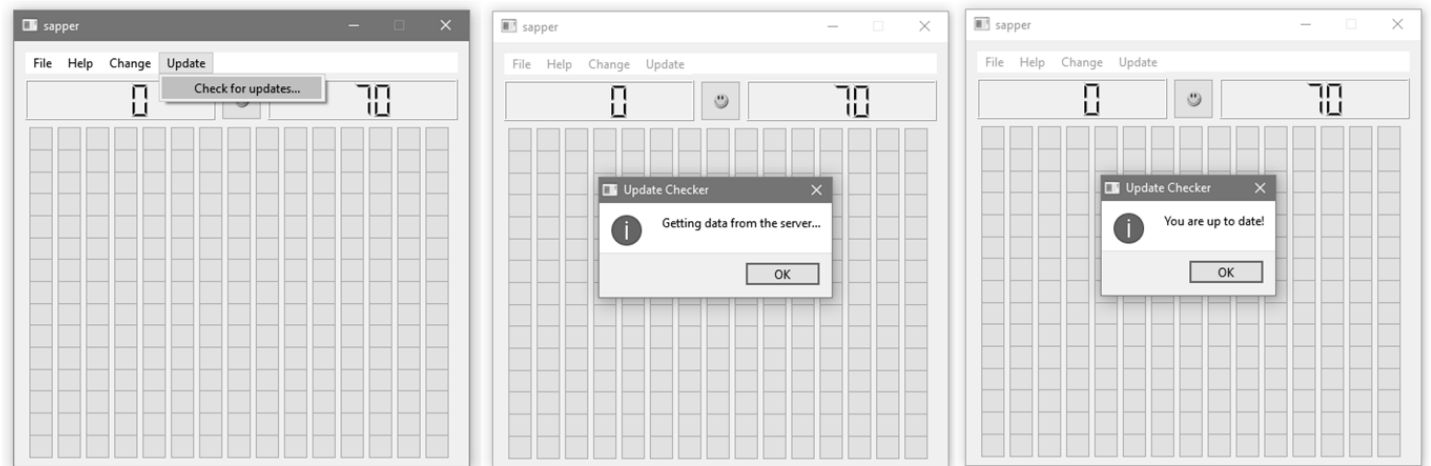 sapper
File Help Change Update
Check for updates...
0 70
sapper
File Help Change Update
0 70
Update Checker
Getting data from the server...
OK
sapper
File Help Change Update
0 70
Update Checker
You are up to date!
OK